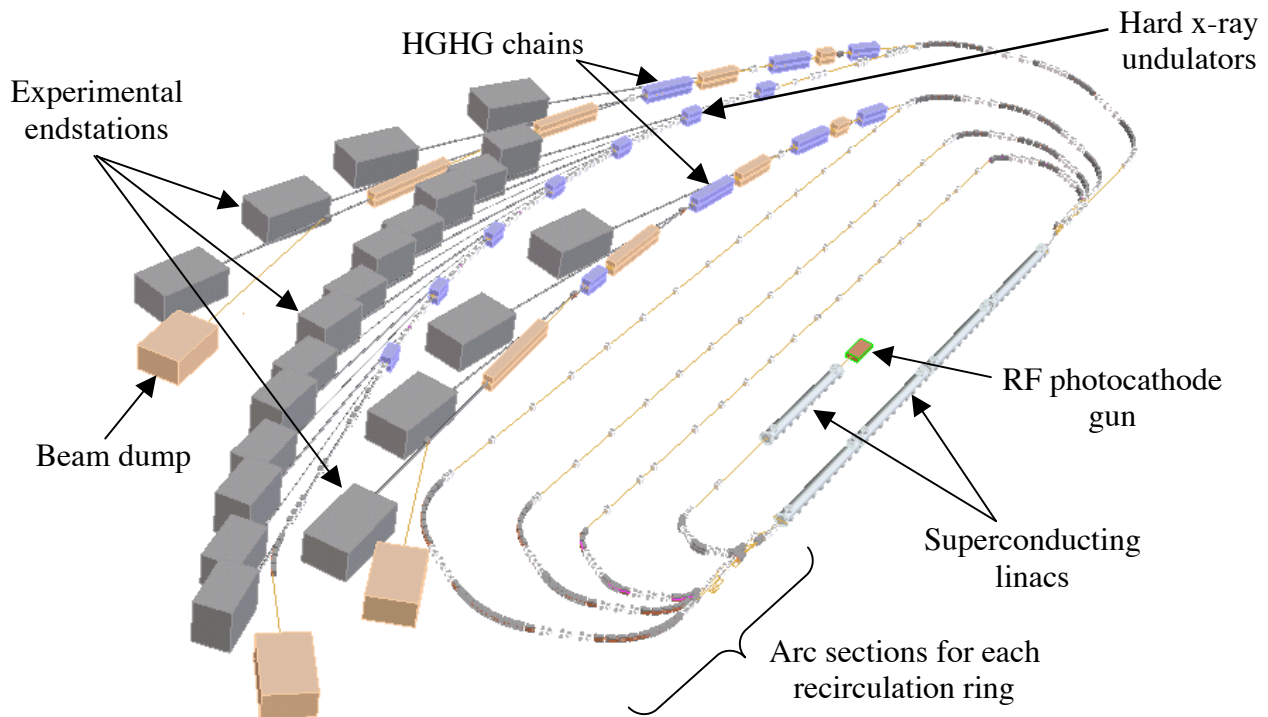 Hard x-ray
undulators
HGHG chains
Experimental
endstations
RF photocathode
gun
Beam dump
Superconducting
linacs
Arc sections for each
recirculation ring